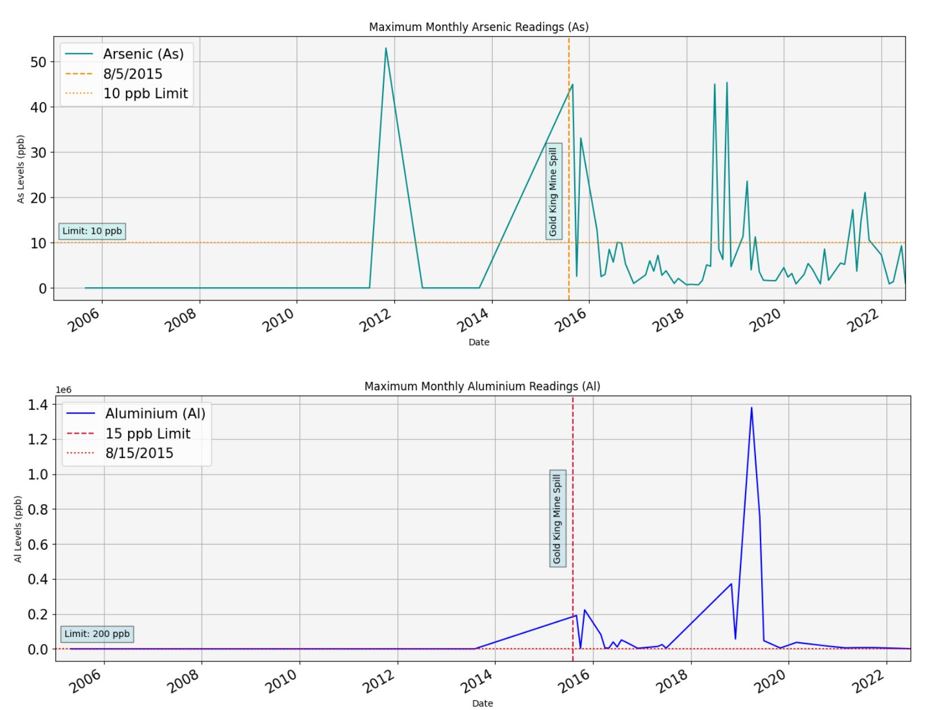 Maximum Monthly Arsenic Readings (As)
Arsenic (As)
8/5/2015
10 ppb Limit
As Levels (ppb)
50
40
30
20
10
0
Limit: 10 ppb
Gold King Mine Spill
2006
2008
2010
2012
2014
2016
2018
2020
2022
Date
Maximum Monthly Aluminium Readings (Al)
1e6
Aluminium (Al)
15 ppb Limit
8/15/2015
Al Levels (ppb)
1.4
1.2
1.0
0.8
0.6
0.4
0.2
0.0
Limit: 200 ppb
Gold King Mine Spill
2006
2008
2010
2012
2014
2016
2018
2020
2022
Date